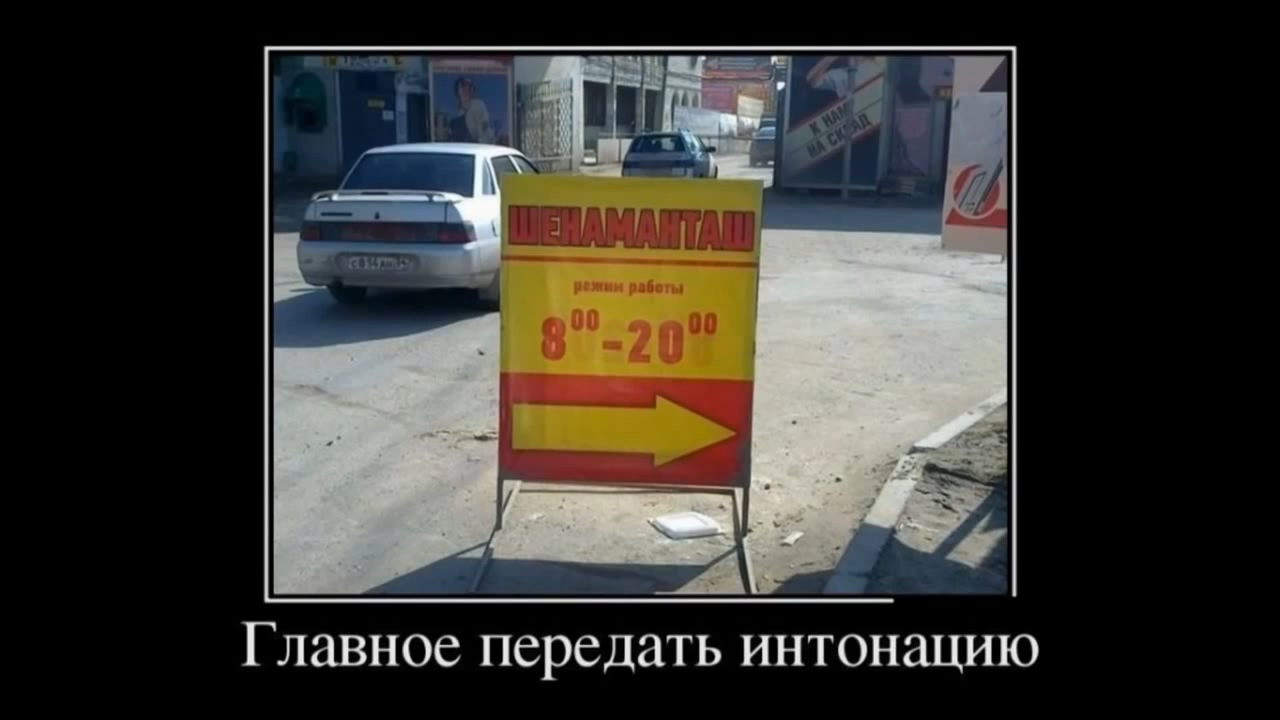 К НАМ
НА СКЛАД
ШЕНАМАНТАШ
режим работы
8⁰⁰-20⁰⁰
Главное передать интонацию